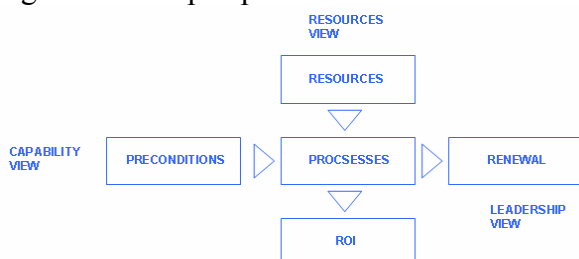 RESOURCES
VIEW
RESOURCES
CAPABILITY
VIEW
PRECONDITIONS
PROCSESSES
RENEWAL
LEADERSHIP
VIEW
ROI